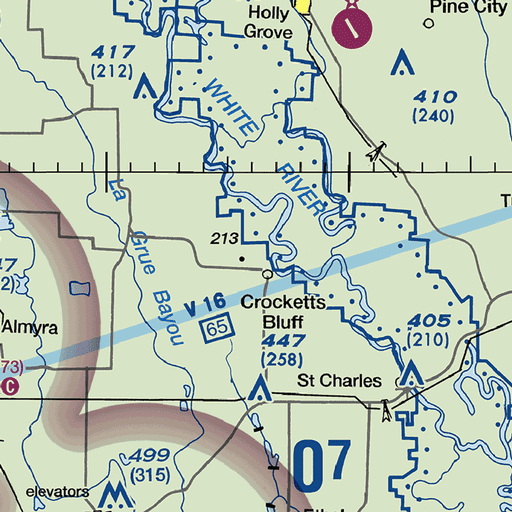 Holly
Grove
Pine City
417
(212)
410
(240)
WHITE
RIVER
La
Grue
Bayou
213
V 16
65
Crocketts
Bluff
Almyra
447
(258)
405
(210)
St Charles
73)
C
499
(315)
elevators
07